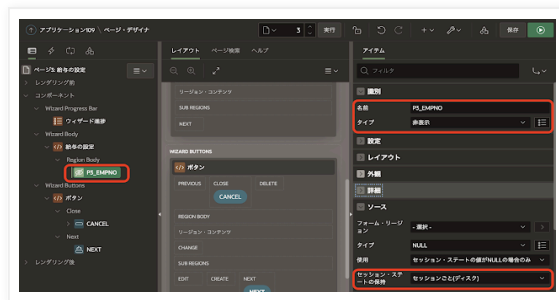 アプリケーション109 \ ページ・デザイナ
3
実行
保存
ページ3: 給与の設定
レンダリング前
コンポーネント
Wizard Progress Bar
ウィザード進捗
Wizard Body
給与の設定
Region Body
P3_EMPNO
Wizard Buttons
ボタン
Close
CANCEL
Next
NEXT
レンダリング後
レイアウト
ページ検索
ヘルプ
リージョン・コンテンツ
SUB REGIONS
NEXT
WIZARD BUTTONS
ボタン
PREVIOUS
CLOSE
DELETE
CANCEL
REGION BODY
リージョン・コンテンツ
CHANGE
SUB REGIONS
EDIT
CREATE
NEXT
NEXT
アイテム
フィルタ
識別
名前
P3_EMPNO
タイプ
非表示
設定
レイアウト
外観
詳細
ソース
フォーム・リージ
ョン
- 選択 -
タイプ
NULL
使用
セッション・ステートの値がNULLの場合のみ
セッション・ステ
ートの保持
セッションごと(ディスク)